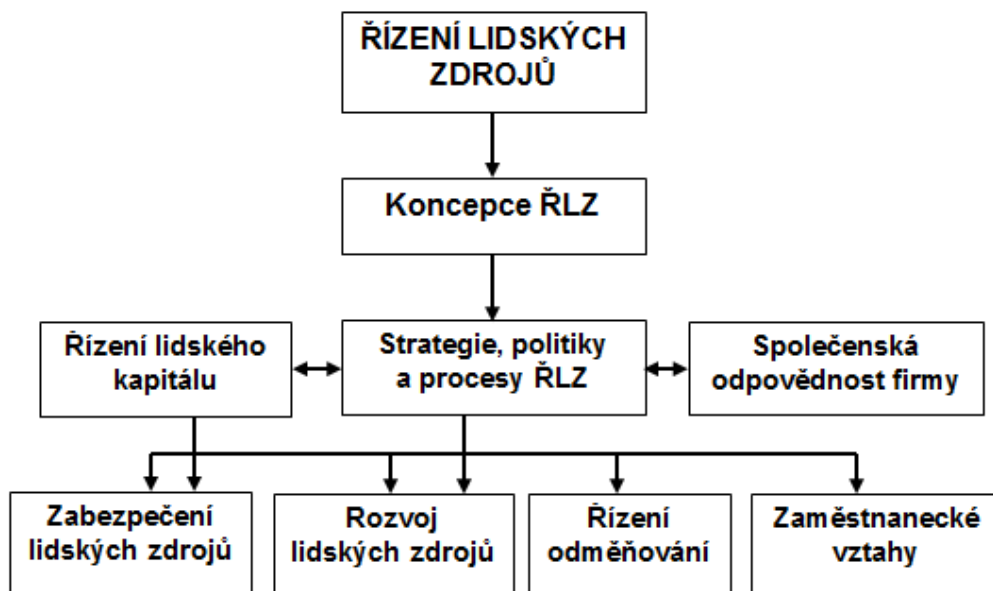 ŘÍZENÍ LIDSKÝCH
ZDROJŮ
Koncepce ŘLZ
Řízení lidského
kapitálu
Strategie, politiky
a procesy ŘLZ
Společenská
odpovědnost firmy
Zabezpečení
lidských zdrojů
Rozvoj
lidských zdrojů
Řízení
odměňování
Zaměstnanecké
vztahy